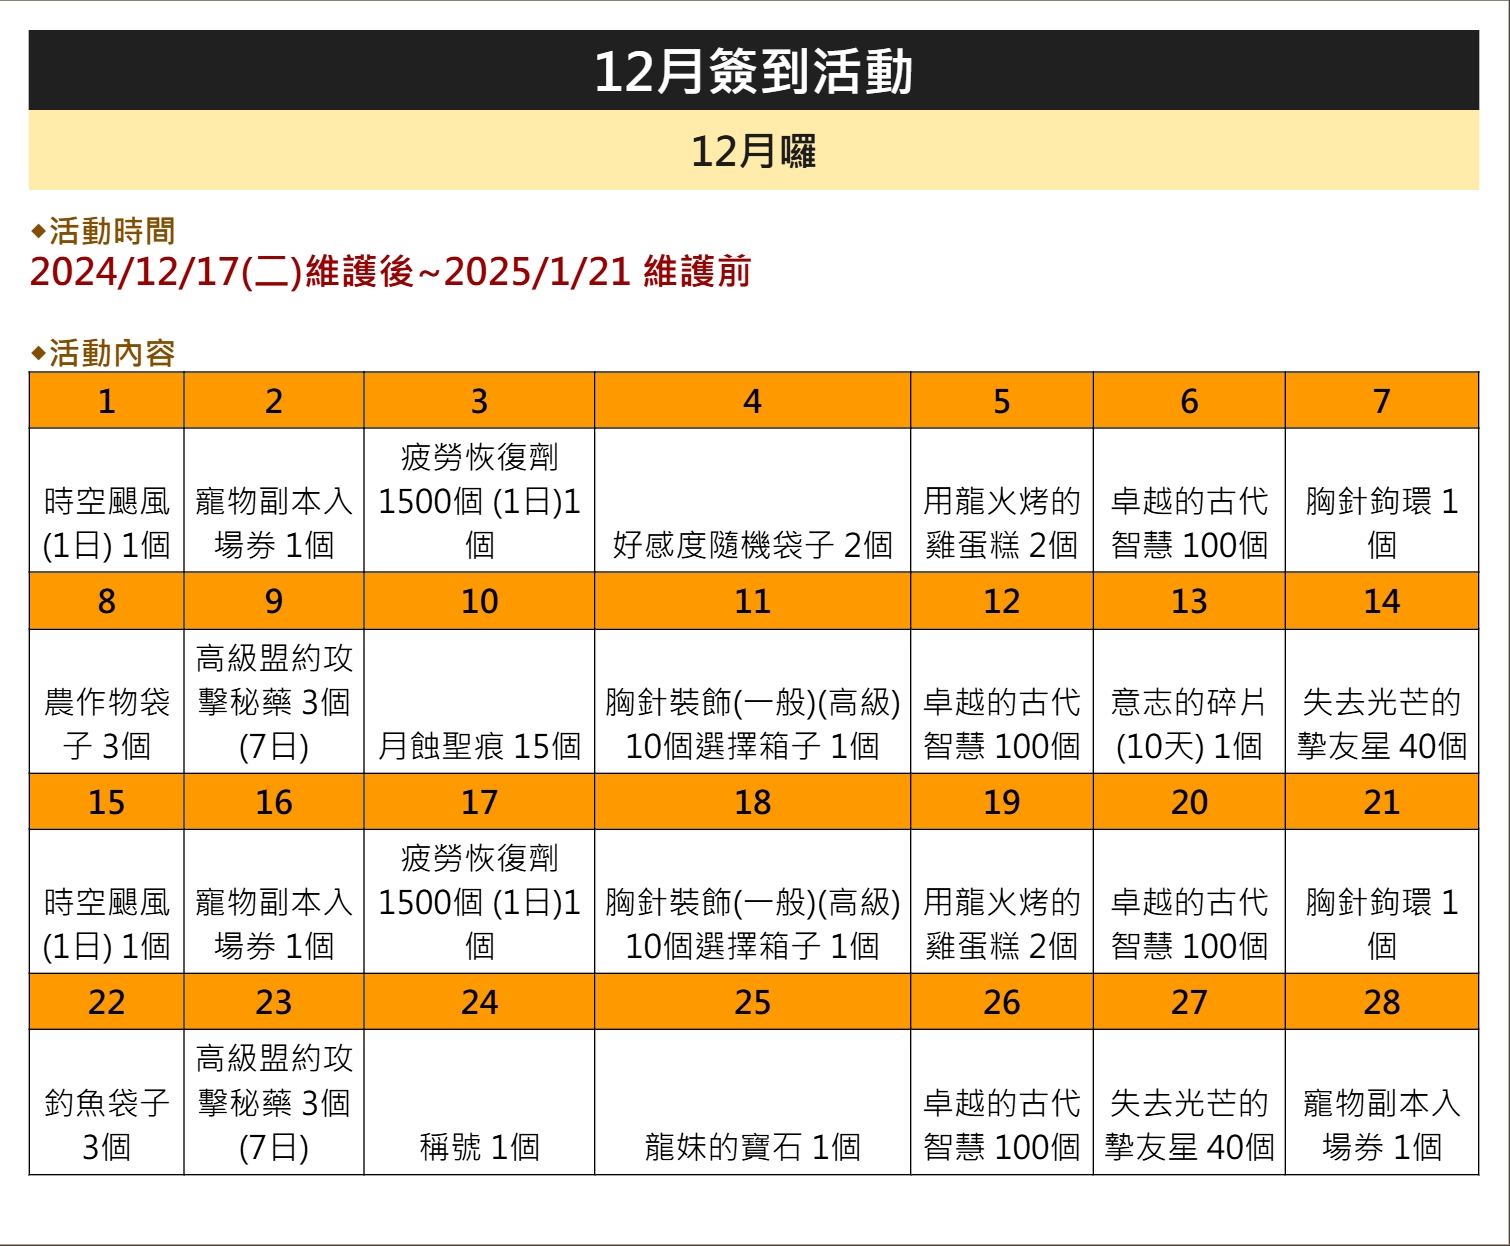 12月簽到活動
12月囉
◆活動時間
2024/12/17(二)維護後~2025/1/21 維護前
◆活動內容
1 2 3 4 5 6 7
時空颶風
(1日) 1個
寵物副本入
場券 1個
疲勞恢復劑
1500個 (1日)1
個
好感度隨機袋子 2個
用龍火烤的
雞蛋糕 2個
卓越的古代
智慧 100個
胸針鉤環 1
個
8 9 10 11 12 13 14
農作物袋
子 3個
高級盟約攻
擊秘藥 3個
(7日)
月蝕聖痕 15個
胸針裝飾(一般)(高級)
10個選擇箱子 1個
卓越的古代
智慧 100個
意志的碎片
(10天) 1個
失去光芒的
摯友星 40個
15 16 17 18 19 20 21
時空颶風
(1日) 1個
寵物副本入
場券 1個
疲勞恢復劑
1500個 (1日)1
個
胸針裝飾(一般)(高級)
10個選擇箱子 1個
用龍火烤的
雞蛋糕 2個
卓越的古代
智慧 100個
胸針鉤環 1
個
22 23 24 25 26 27 28
釣魚袋子
3個
高級盟約攻
擊秘藥 3個
(7日)
稱號 1個
龍妹的寶石 1個
卓越的古代
智慧 100個
失去光芒的
摯友星 40個
寵物副本入
場券 1個